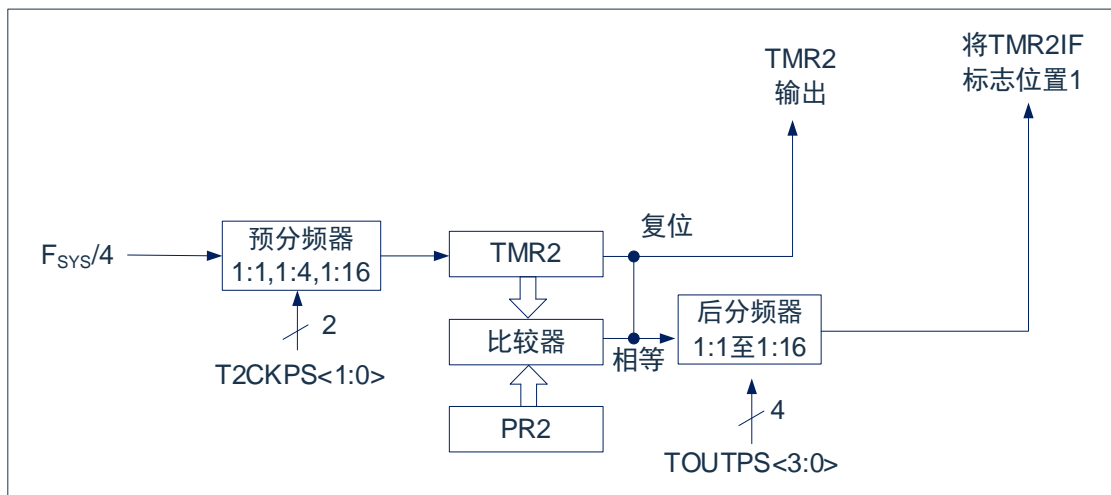 将TMR2IF
标志位置1
TMR2
输出
复位
F_SYS/4
预分频器
1:1,1:4,1:16
TMR2
2
T2CKPS<1:0>
比较器
相等
后分频器
1:1至1:16
PR2
4
TOUTPS<3:0>